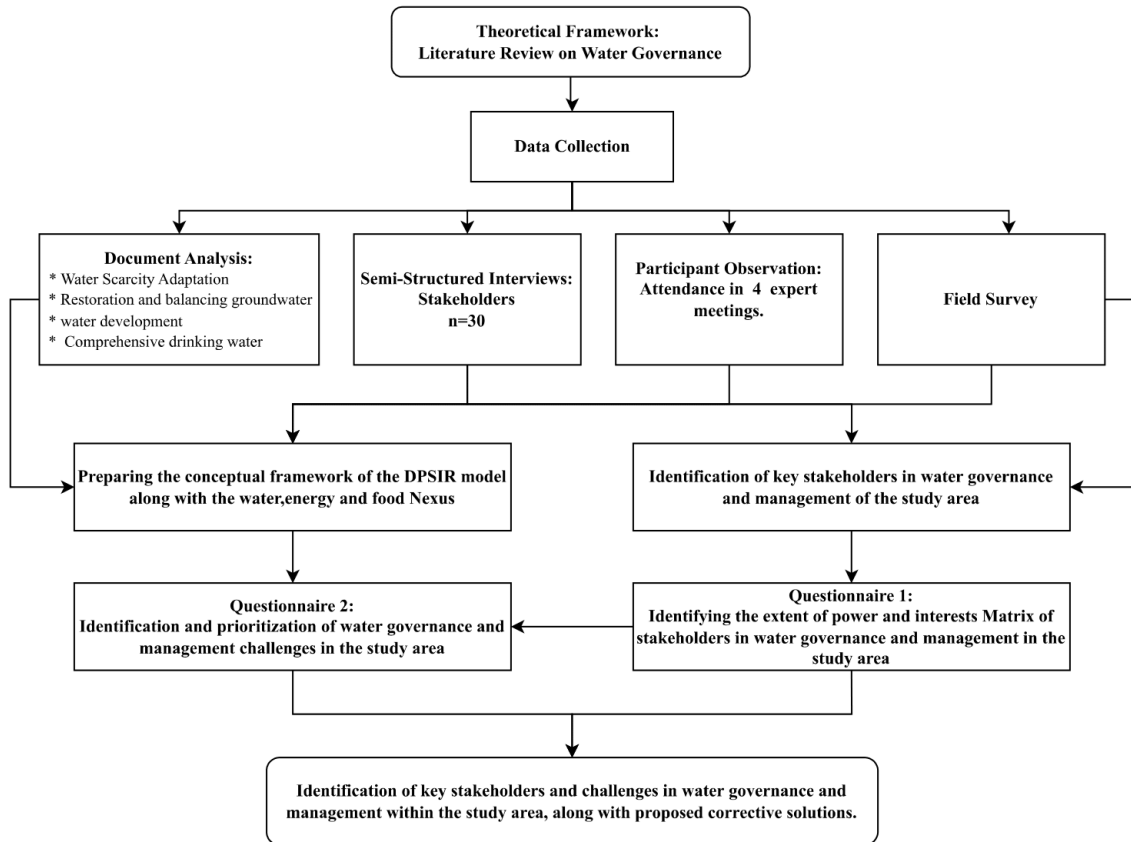 Theoretical Framework:
Literature Review on Water Governance
Data Collection
Document Analysis:
* Water Scarcity Adaptation
* Restoration and balancing groundwater
* water development
* Comprehensive drinking water
Semi-Structured Interviews:
Stakeholders
n=30
Participant Observation:
Attendance in 4 expert
meetings.
Field Survey
Preparing the conceptual framework of the DPSIR model
along with the water,energy and food Nexus
Identification of key stakeholders in water governance
and management of the study area
Questionnaire 2:
Identification and prioritization of water governance and
management challenges in the study area
Questionnaire 1:
Identifying the extent of power and interests Matrix of
stakeholders in water governance and management in the
study area
Identification of key stakeholders and challenges in water governance and
management within the study area, along with proposed corrective solutions.